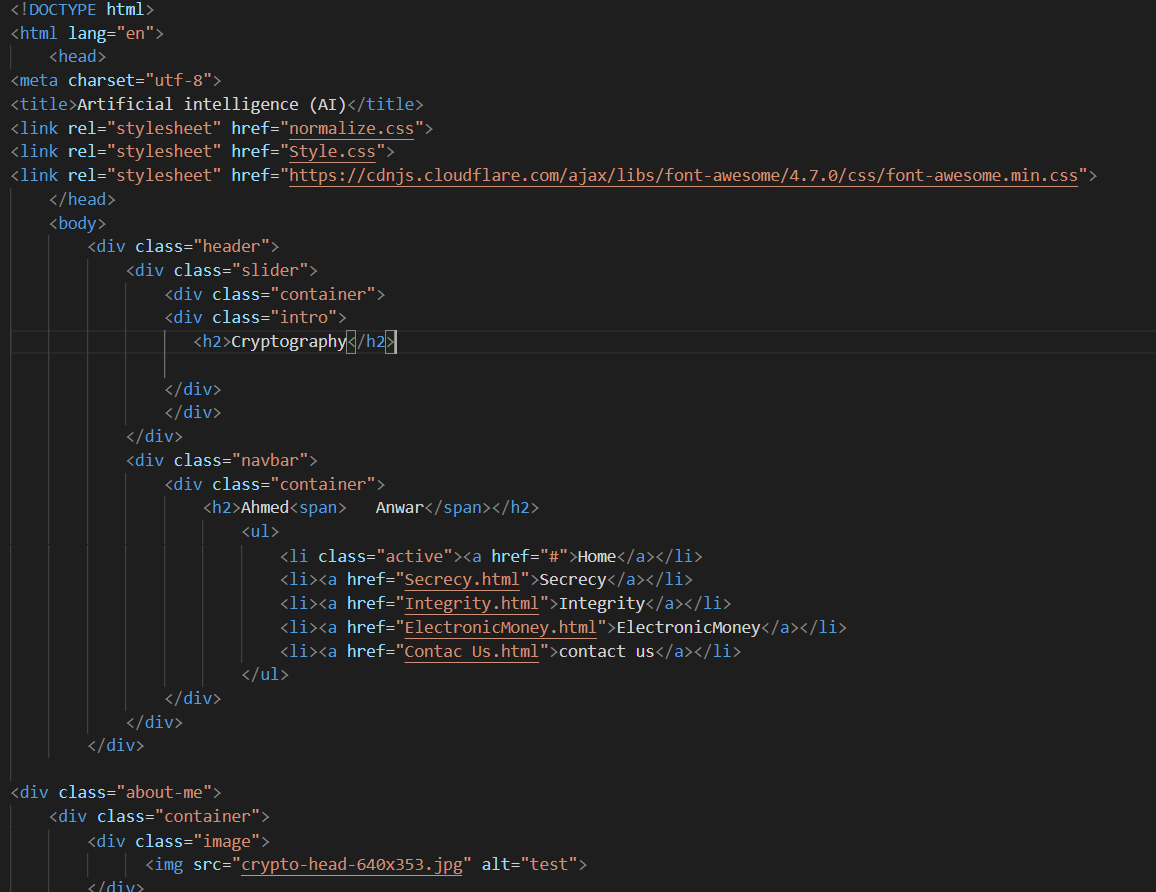 <!DOCTYPE html>
<html lang="en">
    <head>
<meta charset="utf-8">
<title>Artificial intelligence (AI)</title>
<link rel="stylesheet" href="normalize.css">
<link rel="stylesheet" href="Style.css">
<link rel="stylesheet" href="https://cdnjs.cloudflare.com/ajax/libs/font-awesome/4.7.0/css/font-awesome.min.css">
    </head>
    <body>
        <div class="header">
            <div class="slider">
                <div class="container">
                <div class="intro">
                   <h2>Cryptography</h2>
                </div>
                </div>
            </div>
            <div class="navbar">
                <div class="container">
                    <h2>Ahmed<span>   Anwar</span></h2>
                        <ul>
                            <li class="active"><a href="#">Home</a></li>
                            <li><a href="Secrecy.html">Secrecy</a></li>
                            <li><a href="Integrity.html">Integrity</a></li>
                            <li><a href="ElectronicMoney.html">ElectronicMoney</a></li>
                            <li><a href="Contac Us.html">contact us</a></li>
                        </ul>
                </div>
            </div>
        </div>
<div class="about-me">
    <div class="container">
        <div class="image">
              <img src="crypto-head-640x353.jpg" alt="test">
        </div>